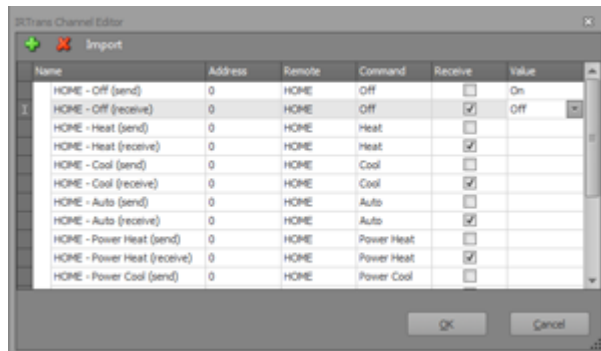 IRTrans Channel Editor
Import
Name Address Remote Command Receive Value
HOME - Off (send) 0 HOME Off On
HOME - Off (receive) 0 HOME Off Off
HOME - Heat (send) 0 HOME Heat
HOME - Heat (receive) 0 HOME Heat
HOME - Cool (send) 0 HOME Cool
HOME - Cool (receive) 0 HOME Cool
HOME - Auto (send) 0 HOME Auto
HOME - Auto (receive) 0 HOME Auto
HOME - Power Heat (send) 0 HOME Power Heat
HOME - Power Heat (receive) 0 HOME Power Heat
HOME - Power Cool (send) 0 HOME Power Cool
OK Cancel